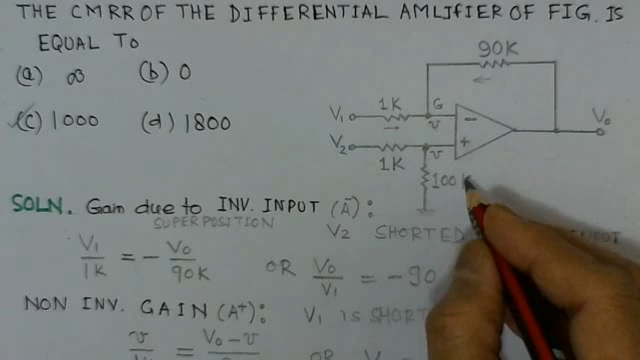 THE CMRR OF THE DIFFERENTIAL AMLIFIER OF FIG. IS
EQUAL TO
(a) ∞ (b) 0
(c) 1000 (d) 1800
90K
V1 1K G
v
V2 1K v
- +
V0
100K
SOLN. Gain due to INV. INPUT (A-):
SUPERPOSITION V2 SHORTED
V1/1K = - V0/90K OR V0/V1 = -90
NON INV. GAIN (A+): V1 IS SHORT
v = V0-v OR